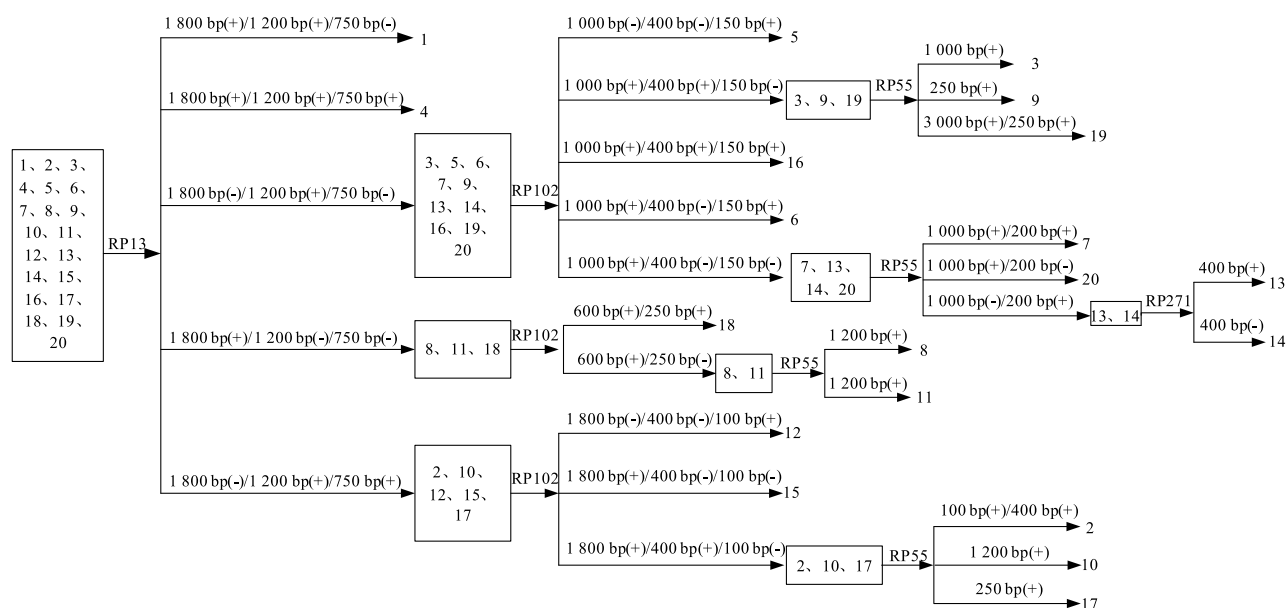 1、2、3、
4、5、6、
7、8、9、
10、11、
12、13、
14、15、
16、17、
18、19、
20
RP13
1 800 bp(+)/1 200 bp(+)/750 bp(-)
1
1 800 bp(+)/1 200 bp(+)/750 bp(+)
4
1 800 bp(-)/1 200 bp(+)/750 bp(-)
3、5、6、
7、9、
13、14、
16、19、
20
RP102
1 000 bp(-)/400 bp(-)/150 bp(+)
5
1 000 bp(+)/400 bp(+)/150 bp(-)
3、9、19
RP55
1 000 bp(+)
3
250 bp(+)
9
3 000 bp(+)/250 bp(+)
19
1 000 bp(+)/400 bp(+)/150 bp(+)
16
1 000 bp(+)/400 bp(-)/150 bp(+)
6
1 000 bp(+)/400 bp(-)/150 bp(-)
7、13、
14、20
RP55
1 000 bp(+)/200 bp(+)
7
1 000 bp(+)/200 bp(-)
20
1 000 bp(-)/200 bp(+)
13、14
RP271
400 bp(+)
13
400 bp(-)
14
1 800 bp(+)/1 200 bp(-)/750 bp(-)
8、11、18
RP102
600 bp(+)/250 bp(+)
18
600 bp(+)/250 bp(-)
8、11
RP55
1 200 bp(+)
8
1 200 bp(+)
11
1 800 bp(-)/1 200 bp(+)/750 bp(+)
2、10、
12、15、
17
RP102
1 800 bp(-)/400 bp(-)/100 bp(+)
12
1 800 bp(+)/400 bp(-)/100 bp(-)
15
1 800 bp(+)/400 bp(+)/100 bp(-)
2、10、17
RP55
100 bp(+)/400 bp(+)
2
1 200 bp(+)
10
250 bp(+)
17